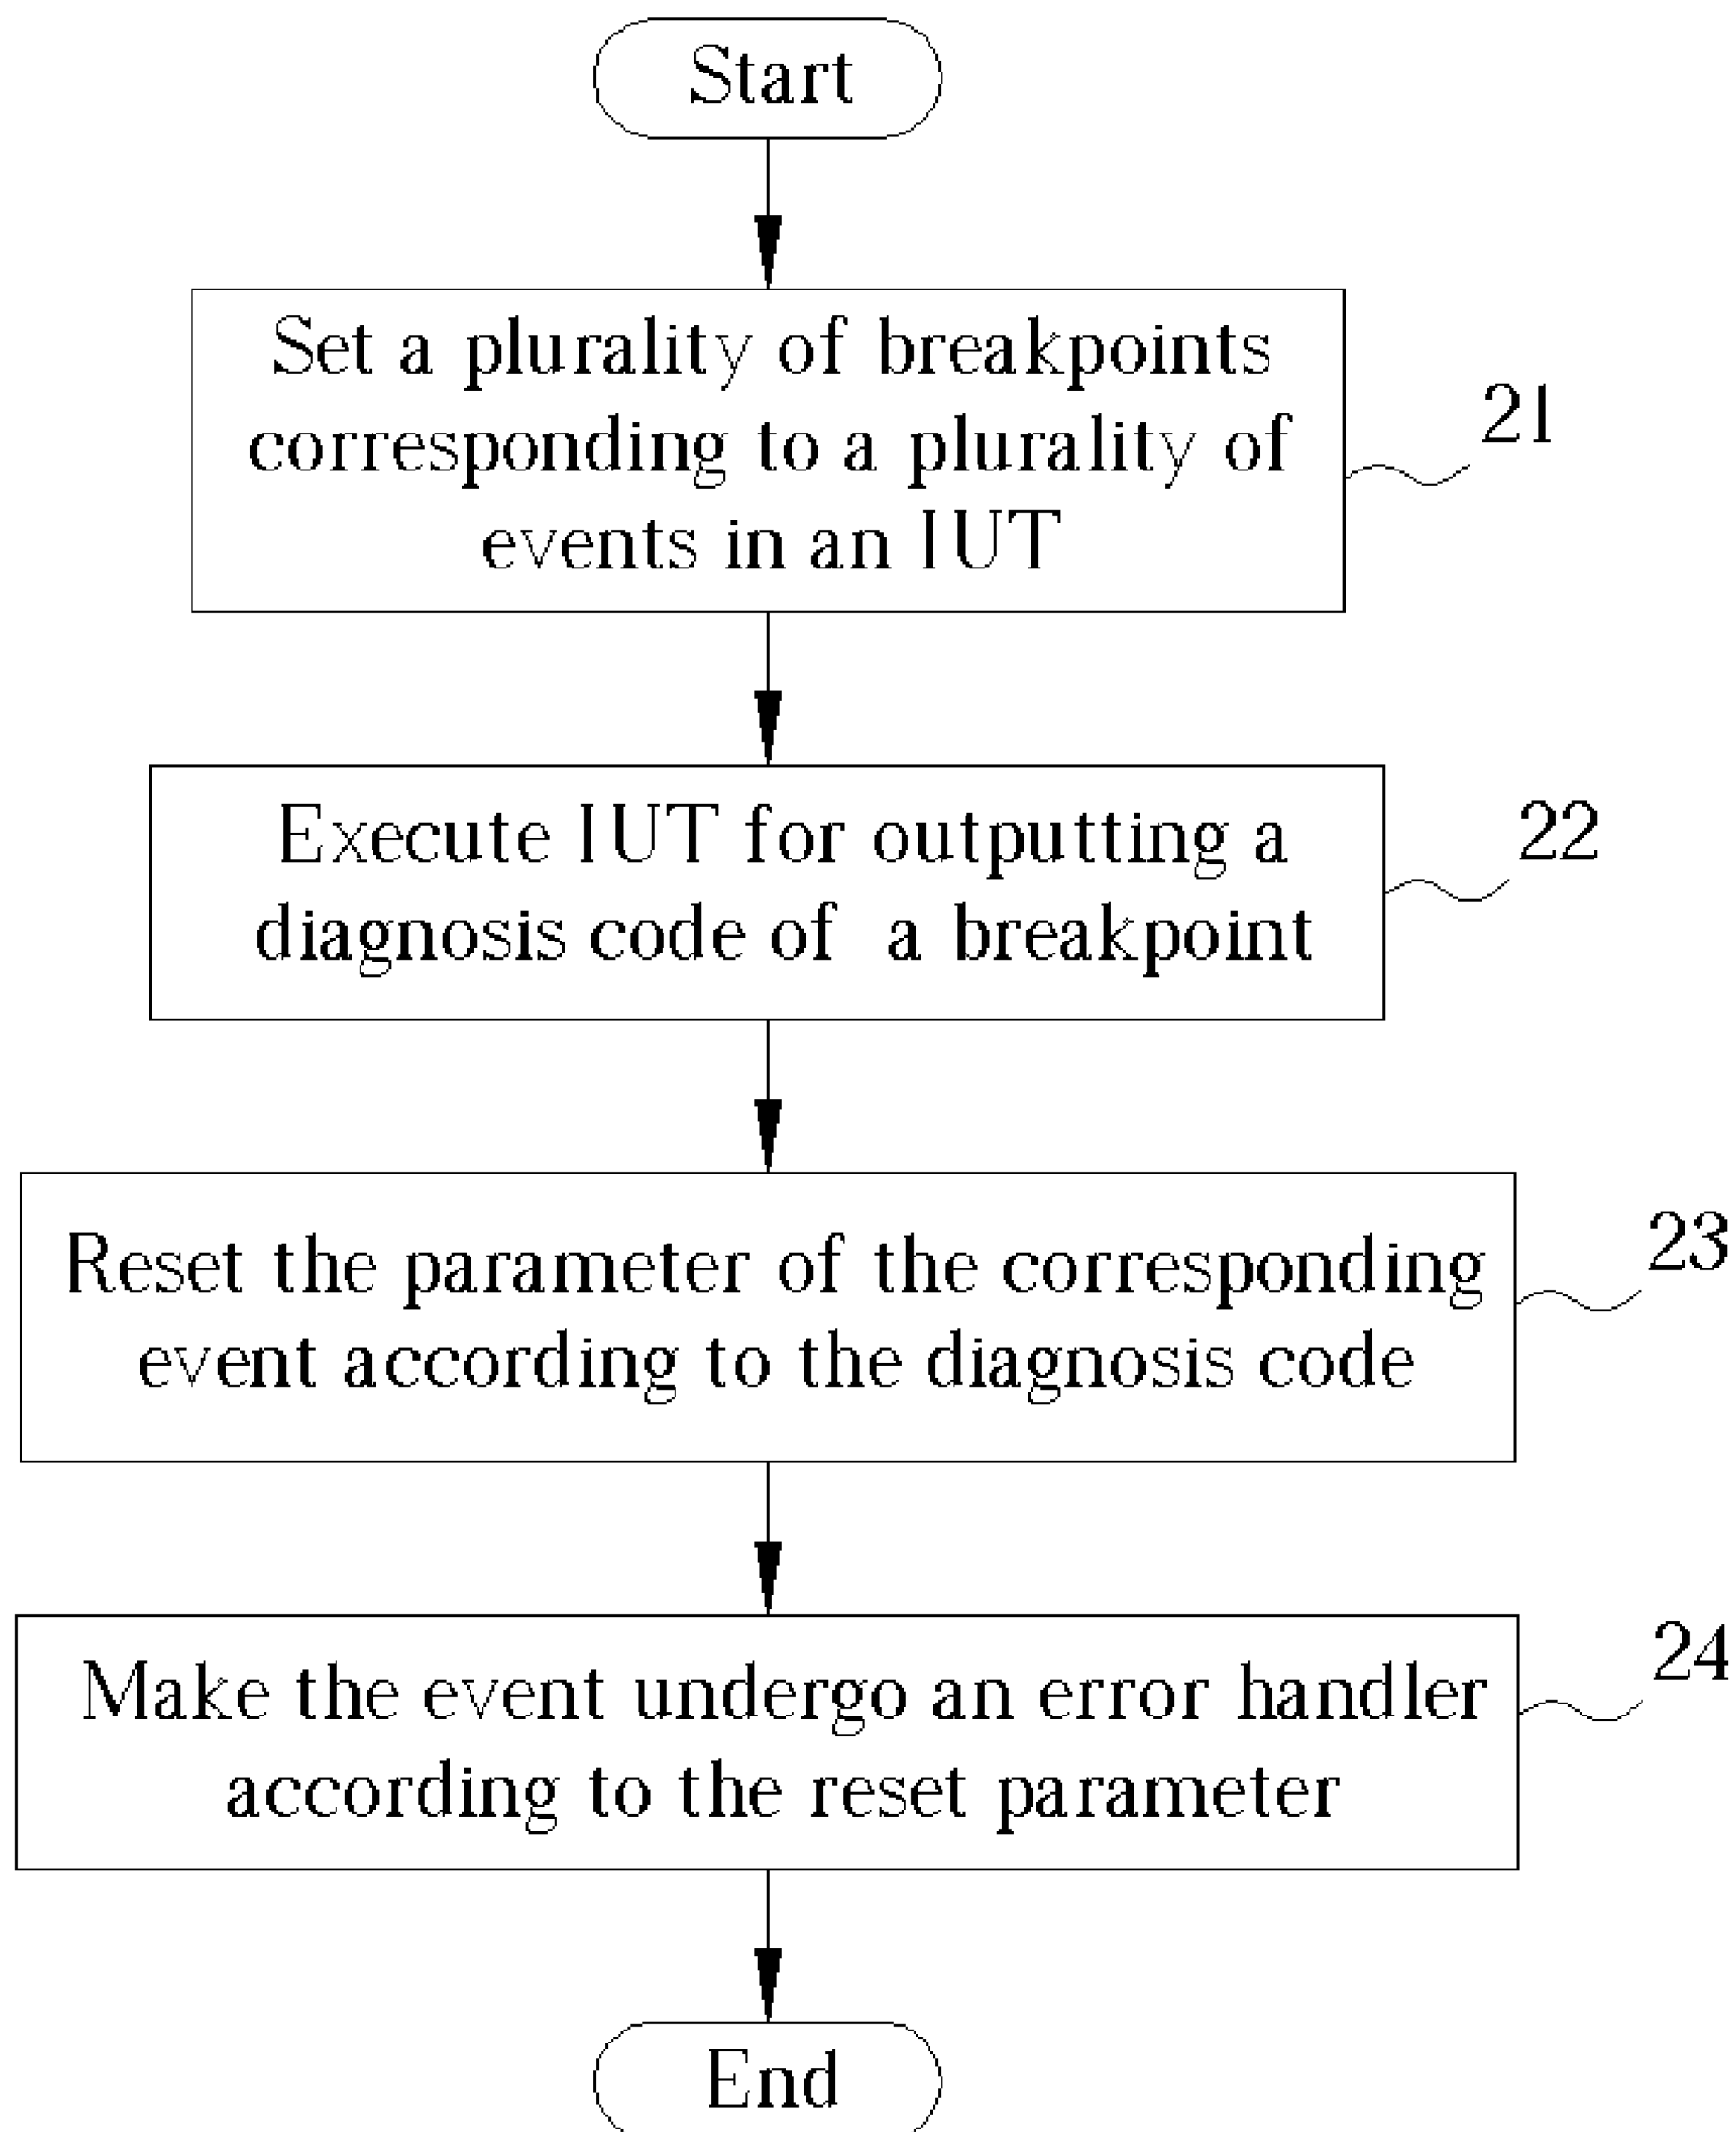 Start
Set a plurality of breakpoints
corresponding to a plurality of
events in an IUT
21
Execute IUT for outputting a
diagnosis code of a breakpoint
22
Reset the parameter of the corresponding
event according to the diagnosis code
23
Make the event undergo an error handler
according to the reset parameter
24
End